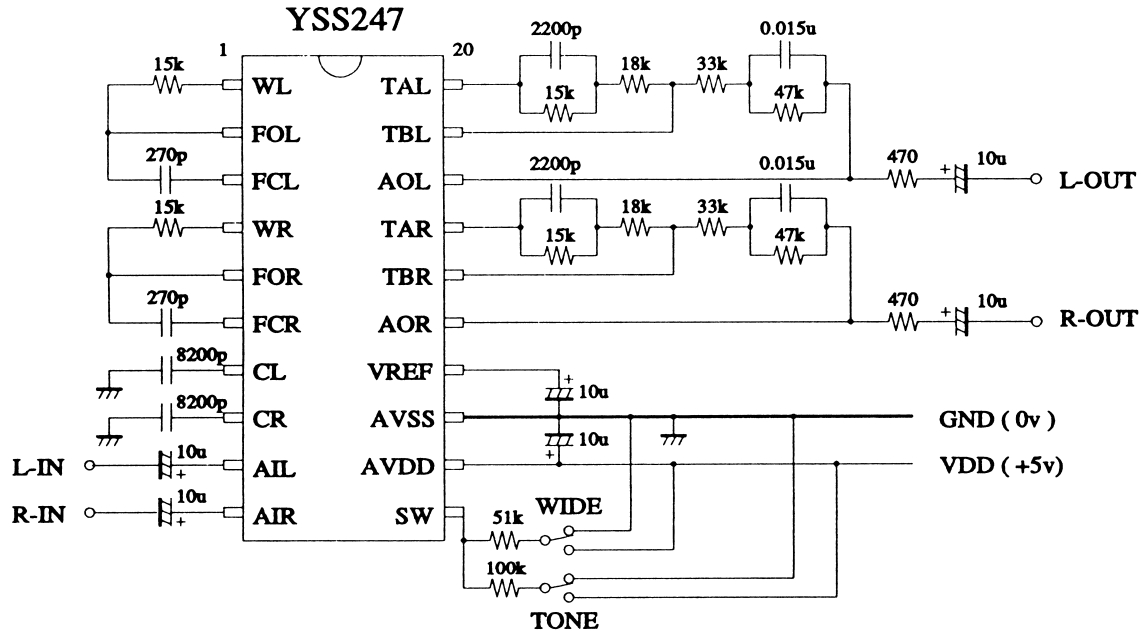 YSS247
1
20
2200p
0.015u
15k
18k
33k
WL
TAL
15k
47k
FOL
TBL
270p
2200p
0.015u
470
10u
+
FCL
AOL
L-OUT
15k
18k
33k
WR
TAR
15k
47k
FOR
TBR
270p
470
10u
+
FCR
AOR
R-OUT
8200p
CL
VREF
+
10u
8200p
CR
AVSS
GND ( 0v )
10u
10u
+
L-IN
+
AIL
AVDD
VDD ( +5v)
10u
WIDE
R-IN
+
AIR
SW
51k
100k
TONE